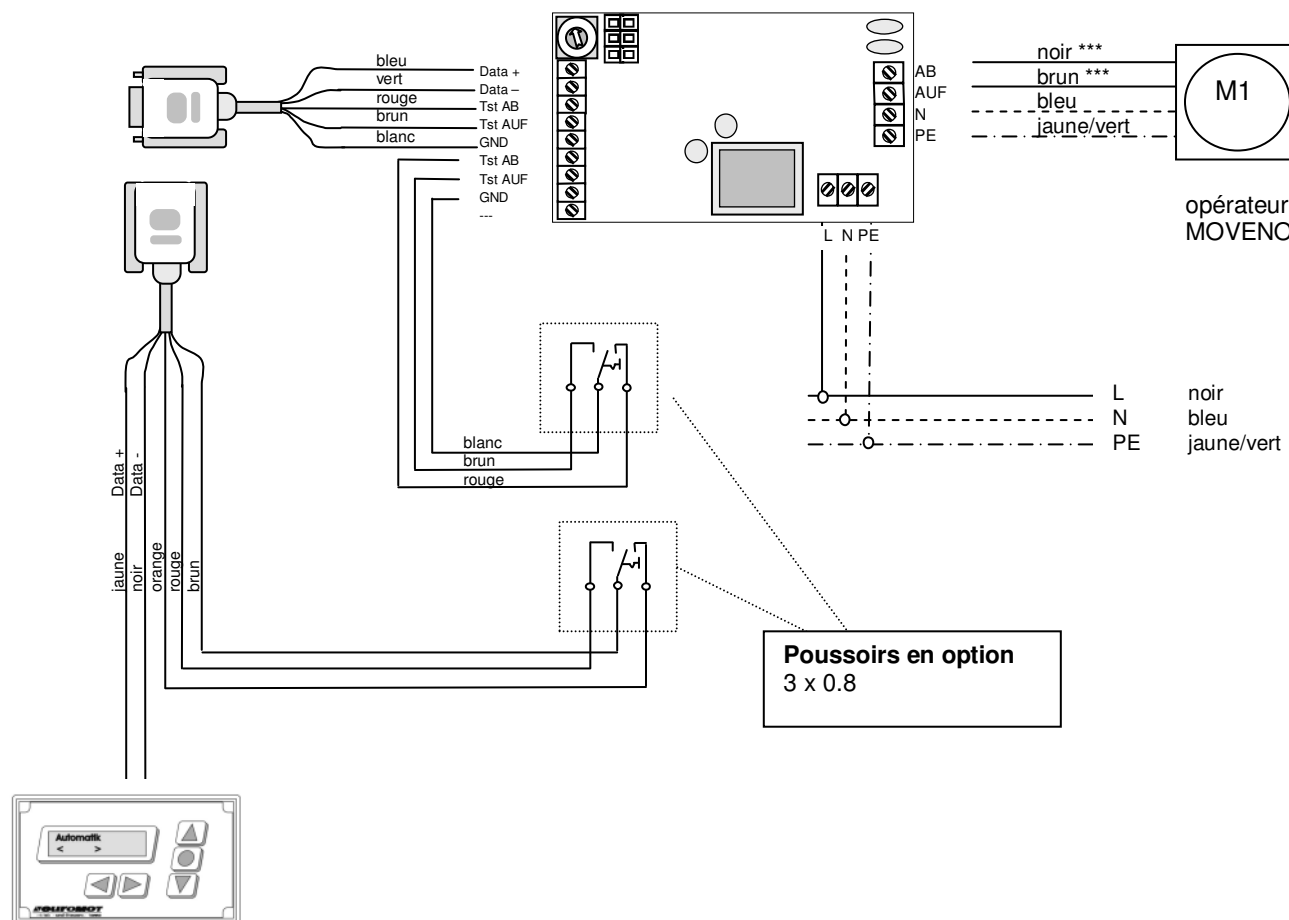 bleu
vert
rouge
brun
blanc
Data +
Data –
Tst AB
Tst AUF
GND
Tst AB
Tst AUF
GND
---
AB
AUF
N
PE
noir ***
brun ***
bleu
jaune/vert
M1
opérateur
MOVENO
L N PE
L noir
N bleu
PE jaune/vert
blanc
brun
rouge
Data +
Data -
jaune
noir
orange
rouge
brun
Poussoirs en option
3 x 0.8
Automatik
< >